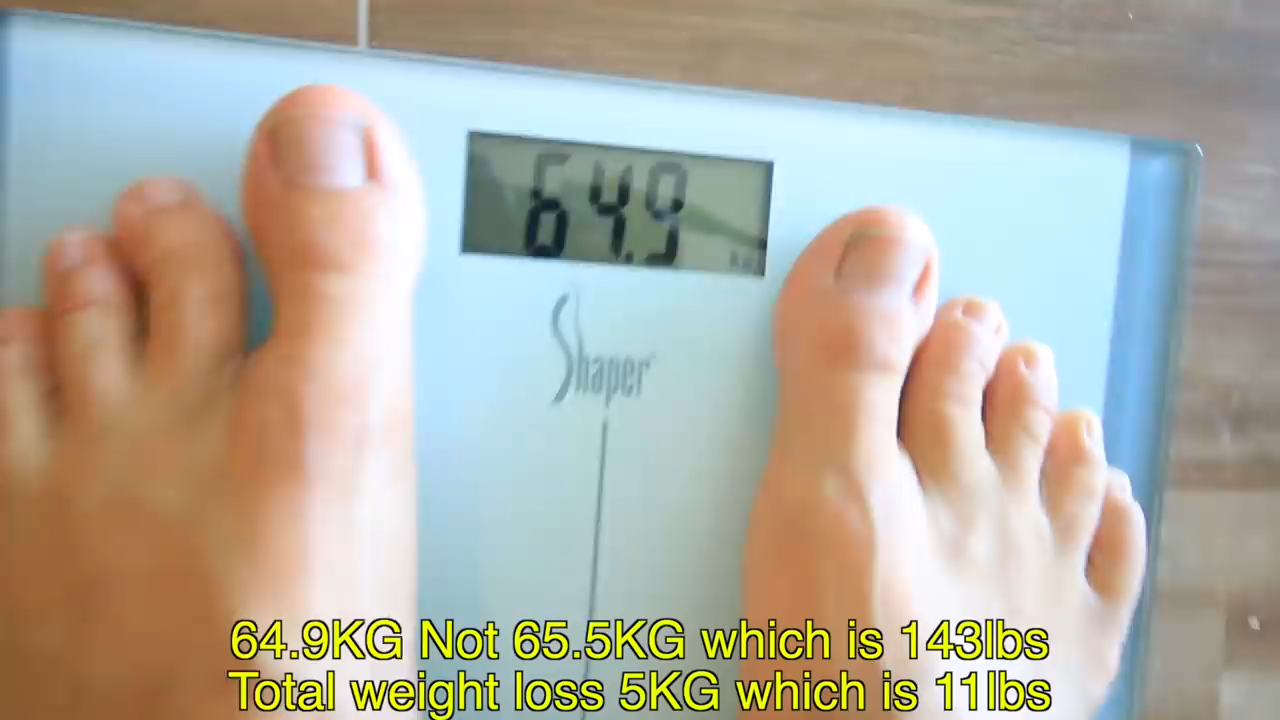 64.9
Shaper
64.9KG Not 65.5KG which is 143lbs
Total weight loss 5KG which is 11lbs